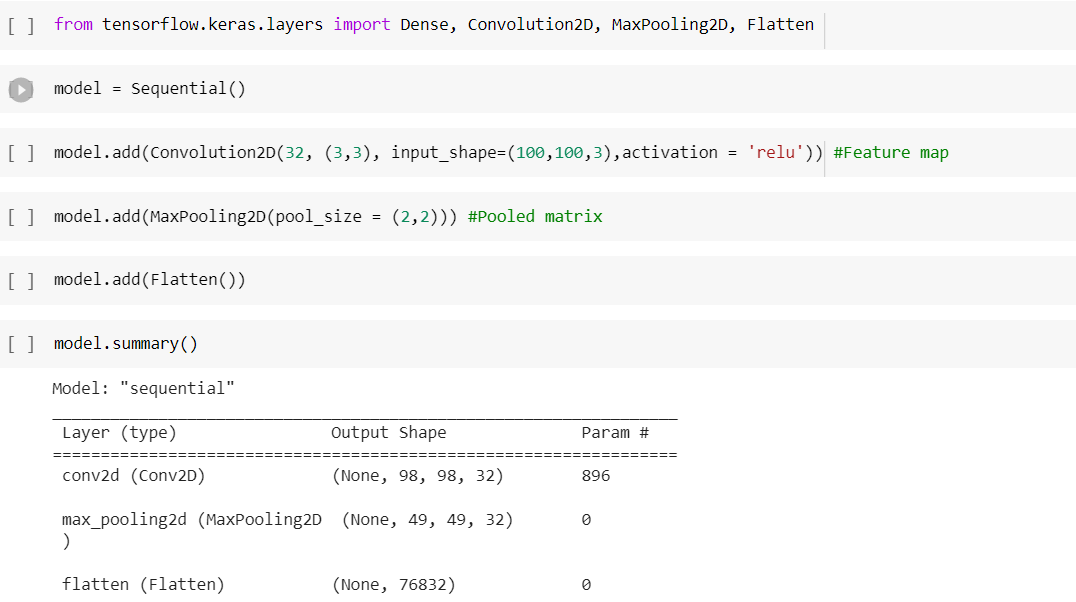 [ ] from tensorflow.keras.layers import Dense, Convolution2D, MaxPooling2D, Flatten
model = Sequential()
[ ] model.add(Convolution2D(32, (3,3), input_shape=(100,100,3),activation = 'relu')) #Feature map
[ ] model.add(MaxPooling2D(pool_size = (2,2))) #Pooled matrix
[ ] model.add(Flatten())
[ ] model.summary()
Model: "sequential"
_________________________________________________________________
Layer (type) Output Shape Param #
=================================================================
conv2d (Conv2D) (None, 98, 98, 32) 896
max_pooling2d (MaxPooling2D (None, 49, 49, 32) 0
)
flatten (Flatten) (None, 76832) 0